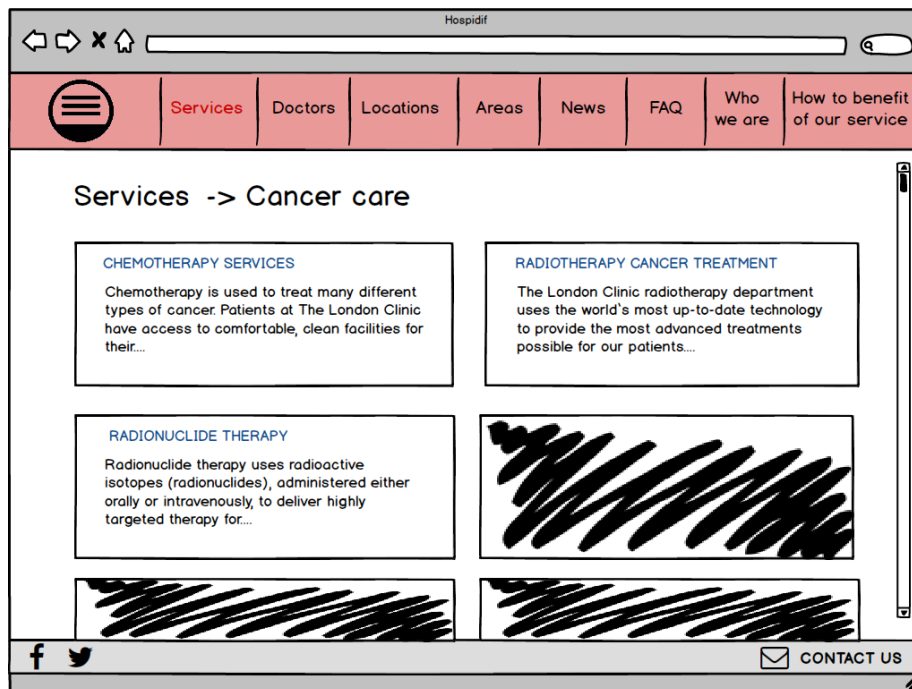 Hospidif
Services
Doctors
Locations
Areas
News
FAQ
Who
we are
How to benefit
of our service
Services -> Cancer care
CHEMOTHERAPY SERVICES
Chemotherapy is used to treat many different
types of cancer. Patients at The London Clinic
have access to comfortable, clean facilities for
their....
RADIOTHERAPY CANCER TREATMENT
The London Clinic radiotherapy department
uses the world`s most up-to-date technology
to provide the most advanced treatments
possible for our patients....
RADIONUCLIDE THERAPY
Radionuclide therapy uses radioactive
isotopes (radionuclides), administered either
orally or intravenously, to deliver highly
targeted therapy for....
CONTACT US